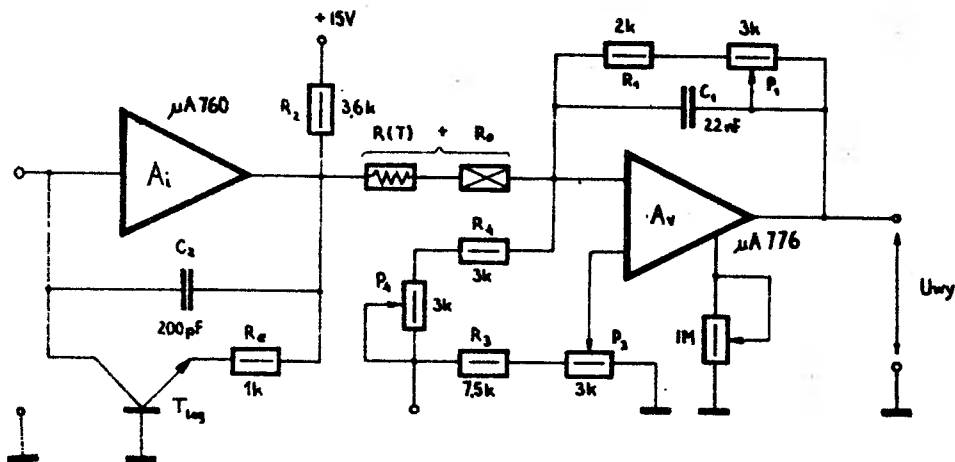 + 15V
μA 760
R₂
3,6k
2k
3k
R₁
P₁
C₁
22nF
R(T) + Rₒ
Aᵢ
Aᵥ
μA 776
C₂
200pF
R₄
3k
P₄
3k
Rₑ
1k
T log
R₃
7,5k
P₃
3k
1M
Uwy